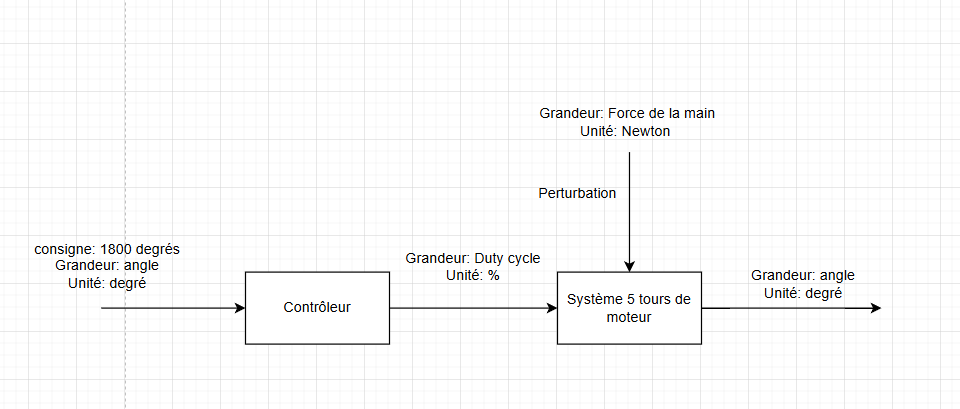 Grandeur: Force de la main
Unité: Newton
Perturbation
consigne: 1800 degrés
Grandeur: angle
Unité: degré
Contrôleur
Grandeur: Duty cycle
Unité: %
Système 5 tours de
moteur
Grandeur: angle
Unité: degré